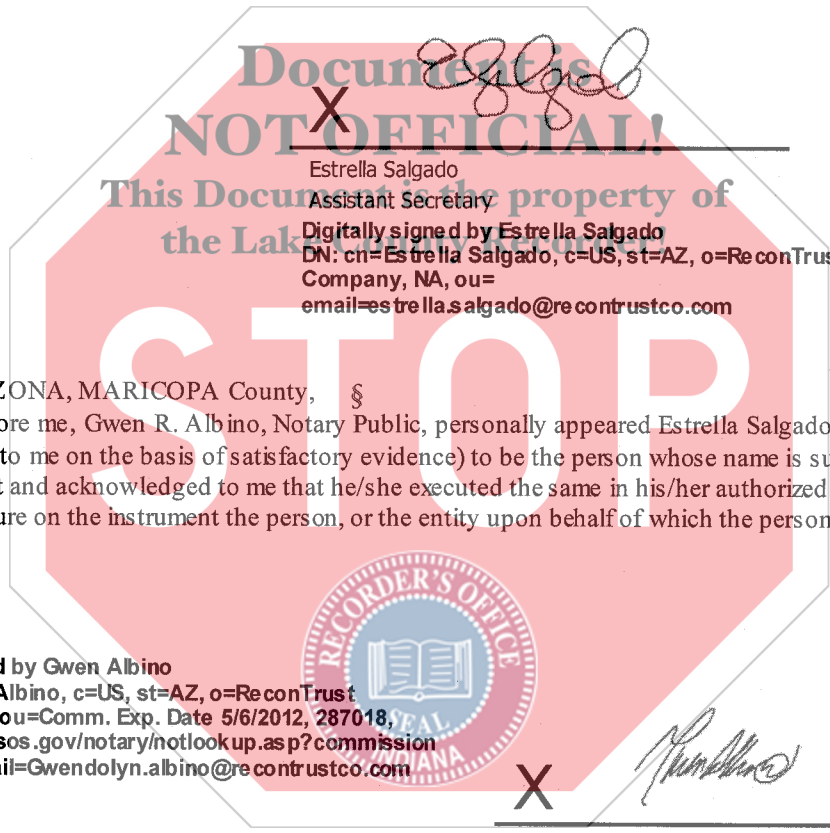 Document is
NOT OFFICIAL!
This Document is the property of
the Lake County Recorder!
STOP
X
Estrella Salgado
Assistant Secretary
Digitally signed by Estrella Salgado
DN: cn=Estrella Salgado, c=US, st=AZ, o=ReconTrus
Company, NA, ou=
email=estrella.salgado@recontrustco.com
ZONA, MARICOPA County, §
ore me, Gwen R. Albino, Notary Public, personally appeared Estrella Salgado
to me on the basis of satisfactory evidence) to be the person whose name is su
t and acknowledged to me that he/she executed the same in his/her authorized
ure on the instrument the person, or the entity upon behalf of which the person
RECORDER'S OFFICE
SEAL
INDIANA
d by Gwen Albino
Albino, c=US, st=AZ, o=ReconTrust
ou=Comm. Exp. Date 5/6/2012, 287018,
sos.gov/notary/notlookup.asp?commission
il=Gwendolyn.albino@recontrustco.com
X